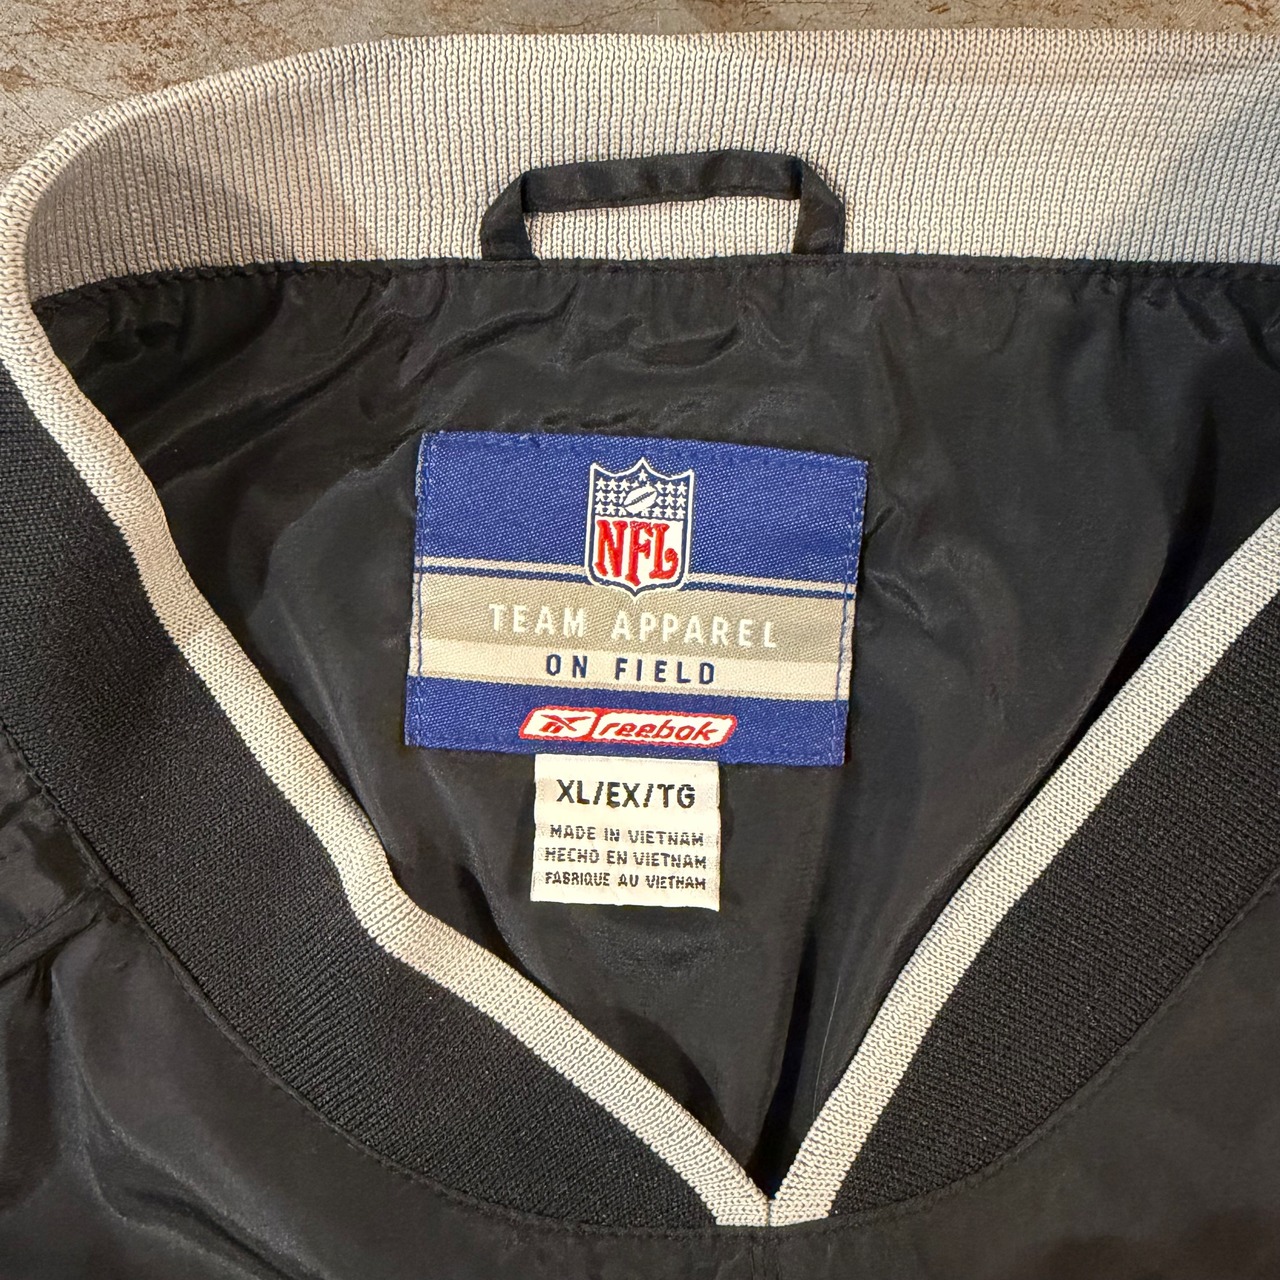 NFL
TEAM APPAREL
ON FIELD
reebok
XL/EX/TG
MADE IN VIETNAM
HECHO EN VIETNAM
FABRIQUE AU VIETNAM